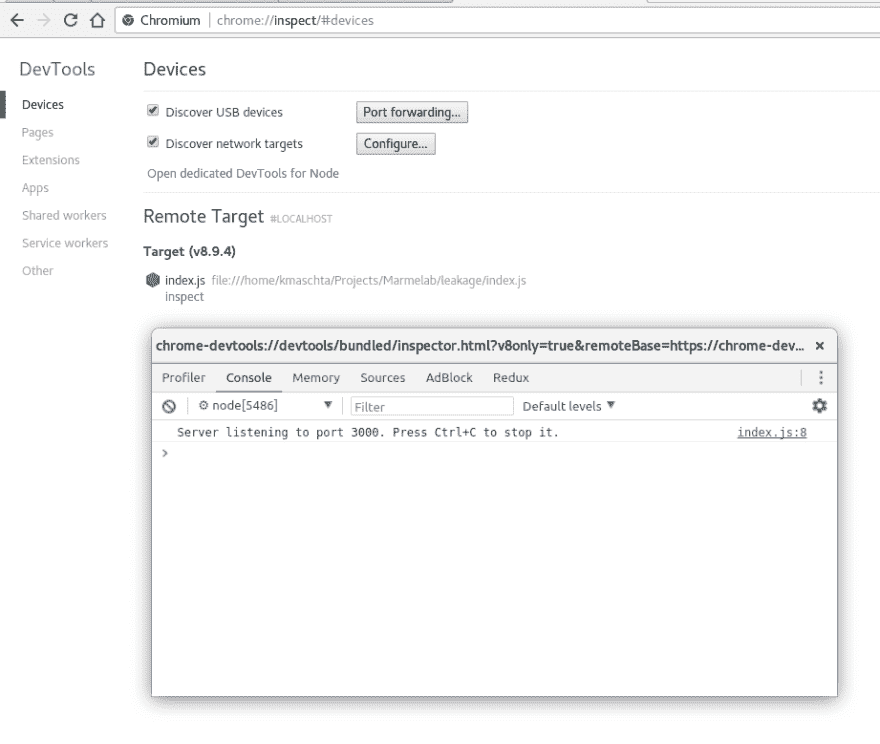 Chromium chrome://inspect/#devices
DevTools
Devices
Pages
Extensions
Apps
Shared workers
Service workers
Other
Devices
Discover USB devices Port forwarding...
Discover network targets Configure...
Open dedicated DevTools for Node
Remote Target #LOCALHOST
Target (v8.9.4)
index.js file:///home/kmaschta/Projects/Marmelab/leakage/index.js
inspect
chrome-devtools://devtools/bundled/inspector.html?v8only=true&remoteBase=https://chrome-dev... ×
Profiler Console Memory Sources AdBlock Redux
node[5486] Filter Default levels
Server listening to port 3000. Press Ctrl+C to stop it. index.js:8
>